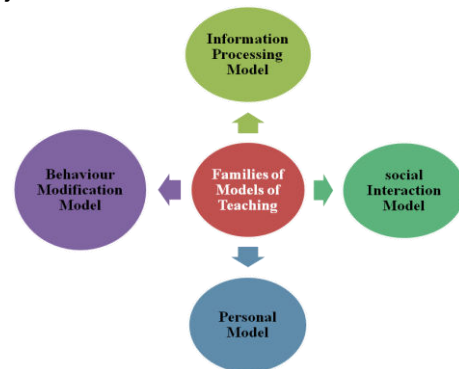 Information
Processing
Model
Behaviour
Modification
Model
Families of
Models of
Teaching
social
Interaction
Model
Personal
Model